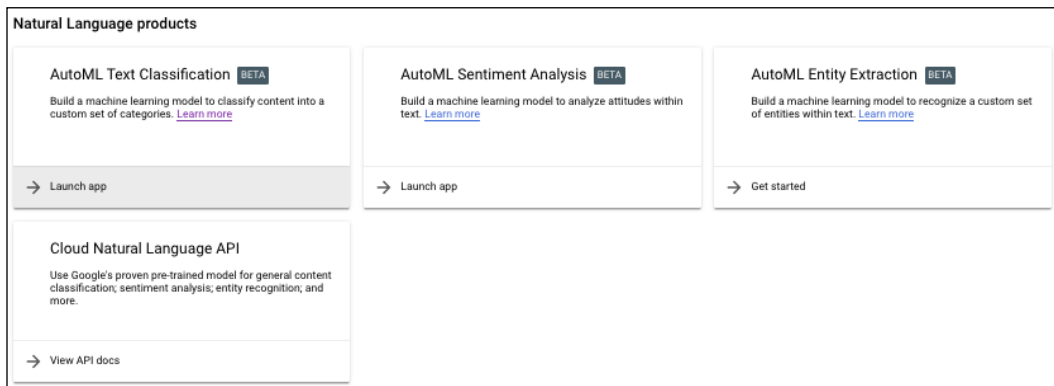 Natural Language products
AutoML Text Classification BETA
Build a machine learning model to classify content into a
custom set of categories. Learn more
Launch app
AutoML Sentiment Analysis BETA
Build a machine learning model to analyze attitudes within
text. Learn more
Launch app
AutoML Entity Extraction BETA
Build a machine learning model to recognize a custom set
of entities within text. Learn more
Get started
Cloud Natural Language API
Use Google's proven pre-trained model for general content
classification; sentiment analysis; entity recognition; and
more.
View API docs